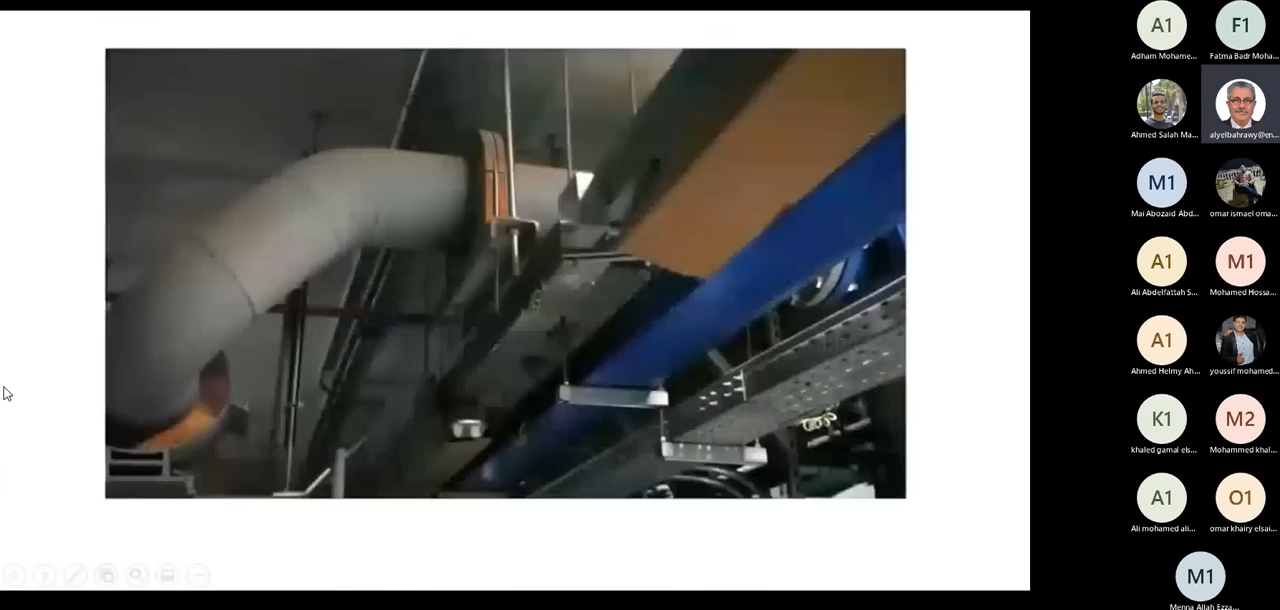 A1
F1
Adham Mohame...
Fatma Badr Moha...
Ahmed Salah Ma...
alyelbahrawy@en...
M1
Mai Abozaid Abd...
omar ismael oma...
A1
M1
Ali Abdelfattah S...
Mohamed Hossa...
A1
Ahmed Helmy Ah...
youssif mohamed...
K1
M2
khaled gamal els...
Mohammed khal...
A1
O1
Ali mohamed ali...
omar khairy elsai...
M1
Menna Allah Ezza...